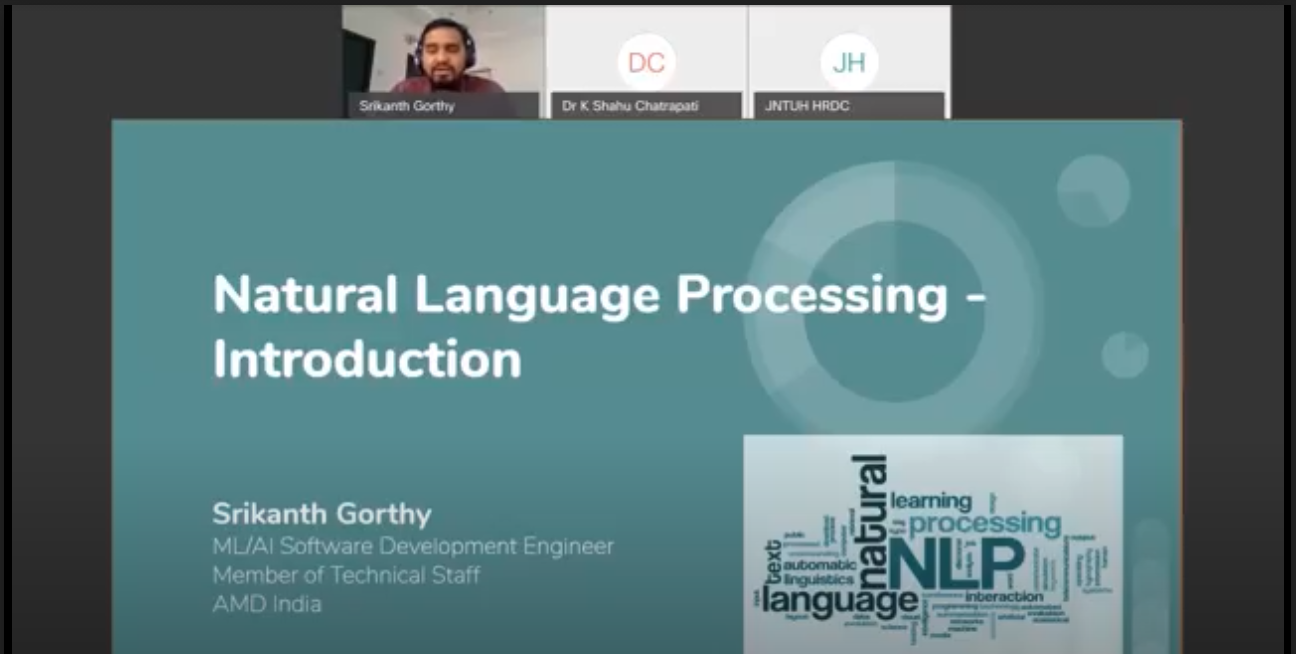 DC
JH
Srikanth Gorthy
Dr K Shahu Chatrapati
JNTUH HRDC
Natural Language Processing -
Introduction
Srikanth Gorthy
ML/AI Software Development Engineer
Member of Technical Staff
AMD India
natural
learning
processing
text
automatic
NLP
linguistics
language
interaction